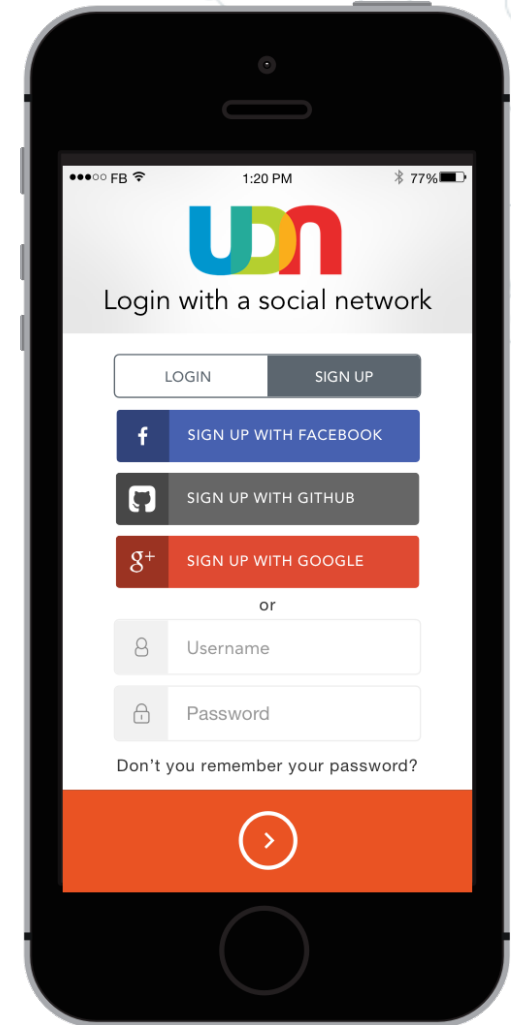 FB 1:20 PM 77%
UDN
Login with a social network
LOGIN SIGN UP
f SIGN UP WITH FACEBOOK
SIGN UP WITH GITHUB
g+ SIGN UP WITH GOOGLE
or
Username
Password
Don't you remember your password?